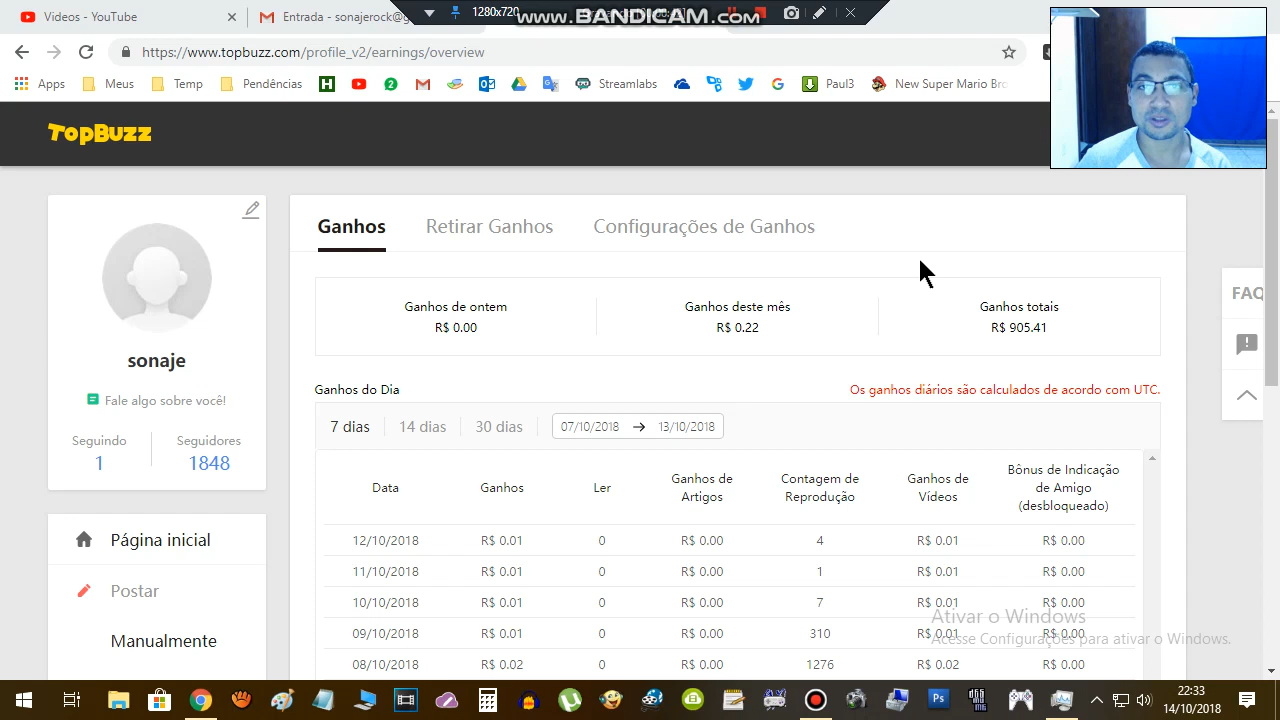 Vídeos - YouTube
Entrada - sonjerconi@g
1280x720
www.BANDICAM.com
https://www.topbuzz.com/profile_v2/earnings/overview
Apps Meus Temp Pendências Streamlabs Paul3 New Super Mario Bro
TopBuzz
Ganhos Retirar Ganhos Configurações de Ganhos
Ganhos de ontem Ganhos deste mês Ganhos totais
R$ 0.00 R$ 0.22 R$ 905.41
FAQ
sonaje
Fale algo sobre você!
Seguindo Seguidores
1 1848
Ganhos do Dia Os ganhos diários são calculados de acordo com UTC.
7 dias 14 dias 30 dias 07/10/2018 → 13/10/2018
Data Ganhos Ler Ganhos de Artigos Contagem de Reprodução Ganhos de Vídeos Bônus de Indicação de Amigo (desbloqueado)
12/10/2018 R$ 0.01 0 R$ 0.00 4 R$ 0.01 R$ 0.00
11/10/2018 R$ 0.01 0 R$ 0.00 1 R$ 0.01 R$ 0.00
10/10/2018 R$ 0.01 0 R$ 0.00 7 R$ 0.01 R$ 0.00
09/10/2018 R$ 0.01 0 R$ 0.00 310 R$ 0.01 R$ 0.00
08/10/2018 R$ 0.02 0 R$ 0.00 1276 R$ 0.02 R$ 0.00
Página inicial
Postar
Manualmente
Ativar o Windows
Acesse Configurações para ativar o Windows.
22:33
14/10/2018